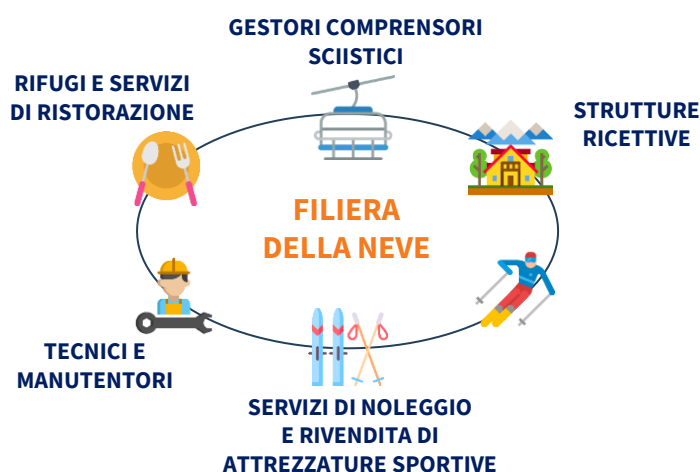 GESTORI COMPRENSORI
SCIISTICI
RIFUGI E SERVIZI
DI RISTORAZIONE
STRUTTURE
RICETTIVE
FILIERA
DELLA NEVE
TECNICI E
MANUTENTORI
SERVIZI DI NOLEGGIO
E RIVENDITA DI
ATTREZZATURE SPORTIVE